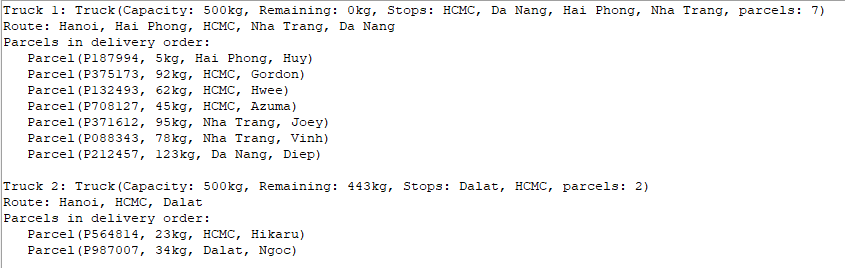 Truck 1: Truck(Capacity: 500kg, Remaining: 0kg, Stops: HCMC, Da Nang, Hai Phong, Nha Trang, parcels: 7)
Route: Hanoi, Hai Phong, HCMC, Nha Trang, Da Nang
Parcels in delivery order:
   Parcel(P187994, 5kg, Hai Phong, Huy)
   Parcel(P375173, 92kg, HCMC, Gordon)
   Parcel(P132493, 62kg, HCMC, Hwee)
   Parcel(P708127, 45kg, HCMC, Azuma)
   Parcel(P371612, 95kg, Nha Trang, Joey)
   Parcel(P088343, 78kg, Nha Trang, Vinh)
   Parcel(P212457, 123kg, Da Nang, Diep)

Truck 2: Truck(Capacity: 500kg, Remaining: 443kg, Stops: Dalat, HCMC, parcels: 2)
Route: Hanoi, HCMC, Dalat
Parcels in delivery order:
   Parcel(P564814, 23kg, HCMC, Hikaru)
   Parcel(P987007, 34kg, Dalat, Ngoc)